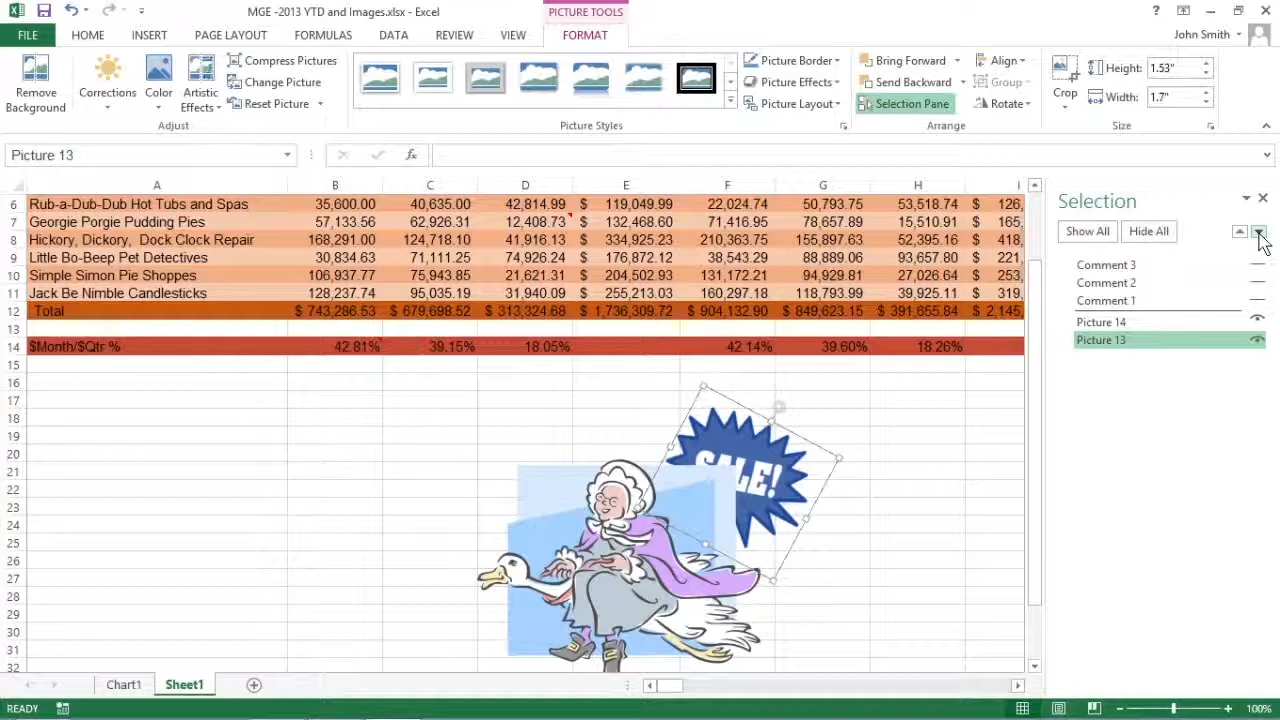 MGE -2013 YTD and Images.xlsx - Excel
PICTURE TOOLS
?
FILE HOME INSERT PAGE LAYOUT FORMULAS DATA REVIEW VIEW FORMAT John Smith
Remove Background
Corrections
Color
Artistic Effects
Compress Pictures
Change Picture
Reset Picture
Adjust
Picture Styles
Picture Border
Picture Effects
Picture Layout
Bring Forward
Send Backward
Selection Pane
Align
Group
Rotate
Arrange
Crop
Height: 1.53"
Width: 1.7"
Size
Picture 13
fx
A B C D E F G H I
6 Rub-a-Dub-Dub Hot Tubs and Spas 35,600.00 40,635.00 42,814.99 $ 119,049.99 22,024.74 50,793.75 53,518.74 $ 126,
7 Georgie Porgie Pudding Pies 57,133.56 62,926.31 12,408.73 $ 132,468.60 71,416.95 78,657.89 15,510.91 $ 165,
8 Hickory, Dickory, Dock Clock Repair 168,291.00 124,718.10 41,916.13 $ 334,925.23 210,363.75 155,897.63 52,395.16 $ 418,
9 Little Bo-Beep Pet Detectives 30,834.63 71,111.25 74,926.24 $ 176,872.12 38,543.29 88,889.06 93,657.80 $ 221,
10 Simple Simon Pie Shoppes 106,937.77 75,943.85 21,621.31 $ 204,502.93 131,172.21 94,929.81 27,026.64 $ 253,
11 Jack Be Nimble Candlesticks 128,237.74 95,035.19 31,940.09 $ 255,213.03 160,297.18 118,793.99 39,925.11 $ 319,
12 Total $ 743,286.53 $ 679,698.52 $ 313,324.68 $ 1,736,309.72 $ 904,132.90 $ 849,623.15 $ 391,655.84 $ 2,145,
13
14 $Month/$Qtr % 42.81% 39.15% 18.05% 42.14% 39.60% 18.26%
15
16
17
18
19
20
21
22
23
24
25
26
27
28
29
30
31
32
SALE!
Selection
Show All Hide All
Comment 3
Comment 2
Comment 1
Picture 14
Picture 13
Chart1 Sheet1
READY
100%